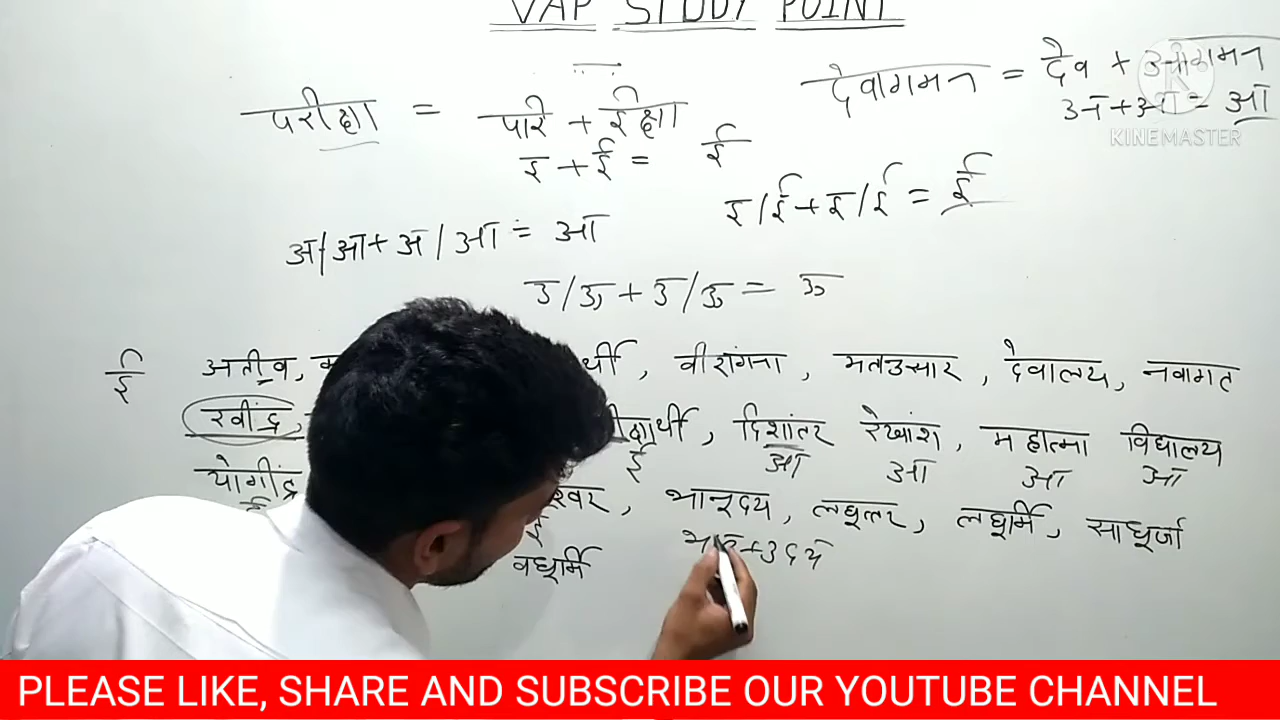 VAP STUDY POINT
परीक्षा = परि + ईक्षा
इ + ई = ई
देवागमन = देव + आगमन
अ + आ = आ
KINEMASTER
अ/आ + अ/आ = आ
इ/ई + इ/ई = ई
उ/ऊ + उ/ऊ = ऊ
ई अतीव, र्थी, वीरांगना, मतानुसार, देवालय, नवागत
रवींद्र, र्थी, दिशांतर रेखांश, महात्मा विद्यालय
ई आ आ आ आ
योगींद्र श्वर, भानूदय, लघूत्तर, लघूर्मि, साधूर्जा
ई
वधूर्मि
+ उदय
PLEASE LIKE, SHARE AND SUBSCRIBE OUR YOUTUBE CHANNEL